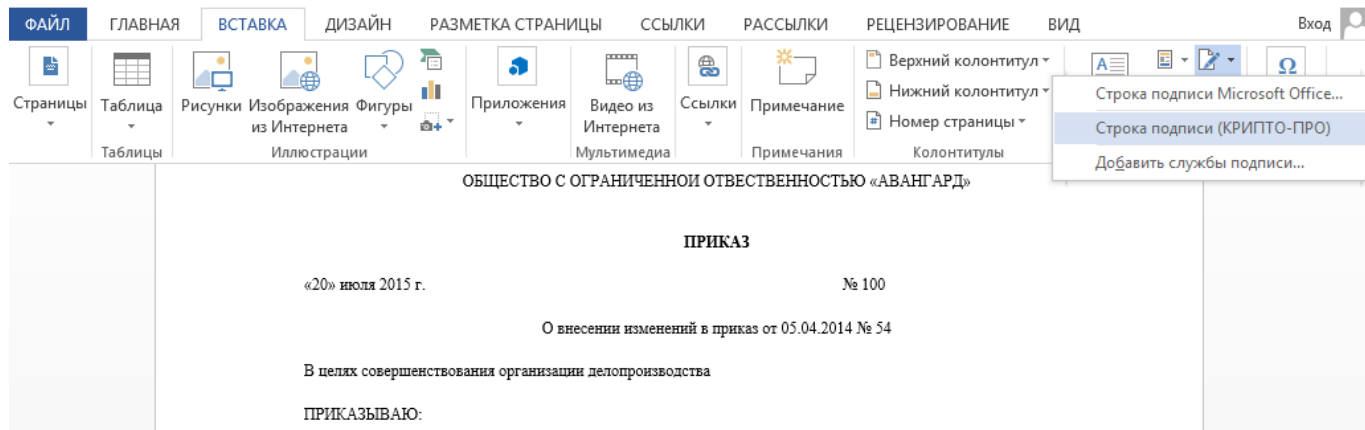 ФАЙЛ ГЛАВНАЯ ВСТАВКА ДИЗАЙН РАЗМЕТКА СТРАНИЦЫ ССЫЛКИ РАССЫЛКИ РЕЦЕНЗИРОВАНИЕ ВИД Вход
Страницы
Таблица
Таблицы
Рисунки
Изображения из Интернета
Фигуры
Иллюстрации
Приложения
Видео из Интернета
Мультимедиа
Ссылки
Примечание
Примечания
Верхний колонтитул
Нижний колонтитул
Номер страницы
Колонтитулы
A
Ω
Строка подписи Microsoft Office...
Строка подписи (КРИПТО-ПРО)
Добавить службы подписи...
ОБЩЕСТВО С ОГРАНИЧЕННОИ ОТВЕСТВЕННОСТЬЮ «АВАНГАРД»
ПРИКАЗ
«20» июля 2015 г. № 100
О внесении изменений в приказ от 05.04.2014 № 54
В целях совершенствования организации делопроизводства
ПРИКАЗЫВАЮ: